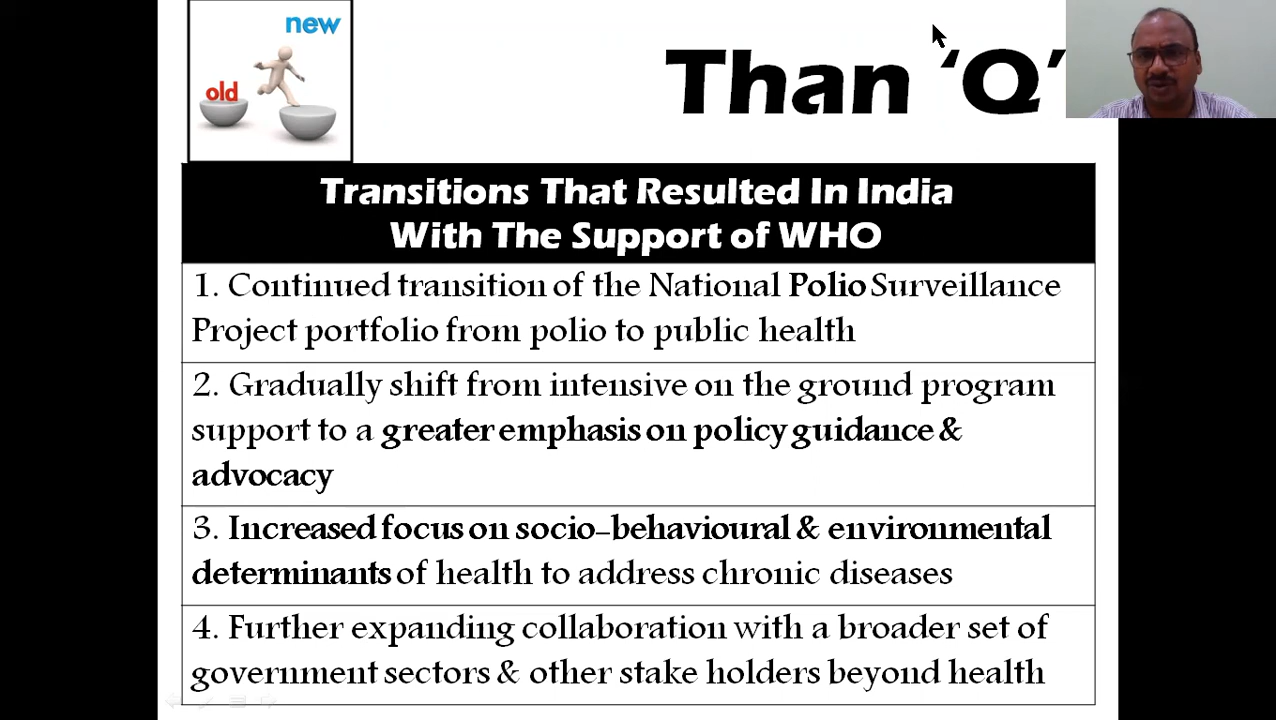 new
old
Than ‘Q’
Transitions That Resulted In India
With The Support of WHO
1. Continued transition of the National Polio Surveillance
Project portfolio from polio to public health
2. Gradually shift from intensive on the ground program
support to a greater emphasis on policy guidance &
advocacy
3. Increased focus on socio-behavioural & environmental
determinants of health to address chronic diseases
4. Further expanding collaboration with a broader set of
government sectors & other stake holders beyond health